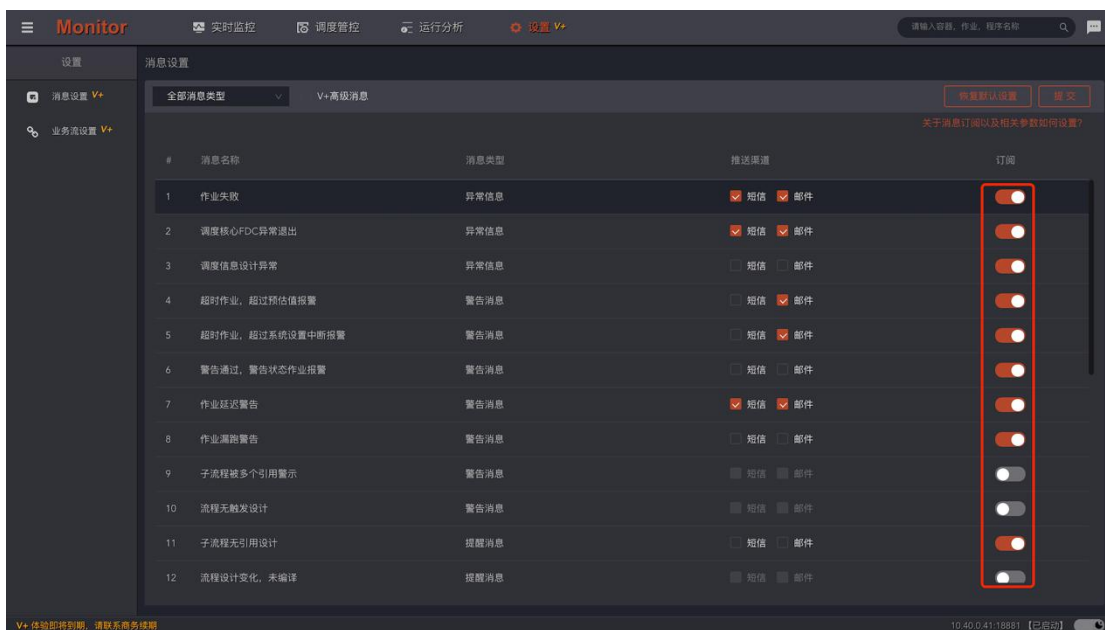 Monitor 实时监控 调度管控 运行分析 设置 V+ 请输入容器, 作业, 程序名称
设置 消息设置
消息设置 V+ 全部消息类型 V+高级消息 恢复默认设置 提交
业务流设置 V+ 关于消息订阅以及相关参数如何设置?
# 消息名称 消息类型 推送渠道 订阅
1 作业失败 异常信息 短信 邮件
2 调度核心FDC异常退出 异常信息 短信 邮件
3 调度信息设计异常 异常信息 短信 邮件
4 超时作业, 超过预估值报警 警告消息 短信 邮件
5 超时作业, 超过系统设置中断报警 警告消息 短信 邮件
6 警告通过, 警告状态作业报警 警告消息 短信 邮件
7 作业延迟警告 警告消息 短信 邮件
8 作业漏跑警告 警告消息 短信 邮件
9 子流程被多个引用警示 警告消息 短信 邮件
10 流程无触发设计 警告消息 短信 邮件
11 子流程无引用设计 提醒消息 短信 邮件
12 流程设计变化, 未编译 提醒消息 短信 邮件
V+ 体验即将到期, 请联系商务续期 10.40.0.41:18881 【已启动】